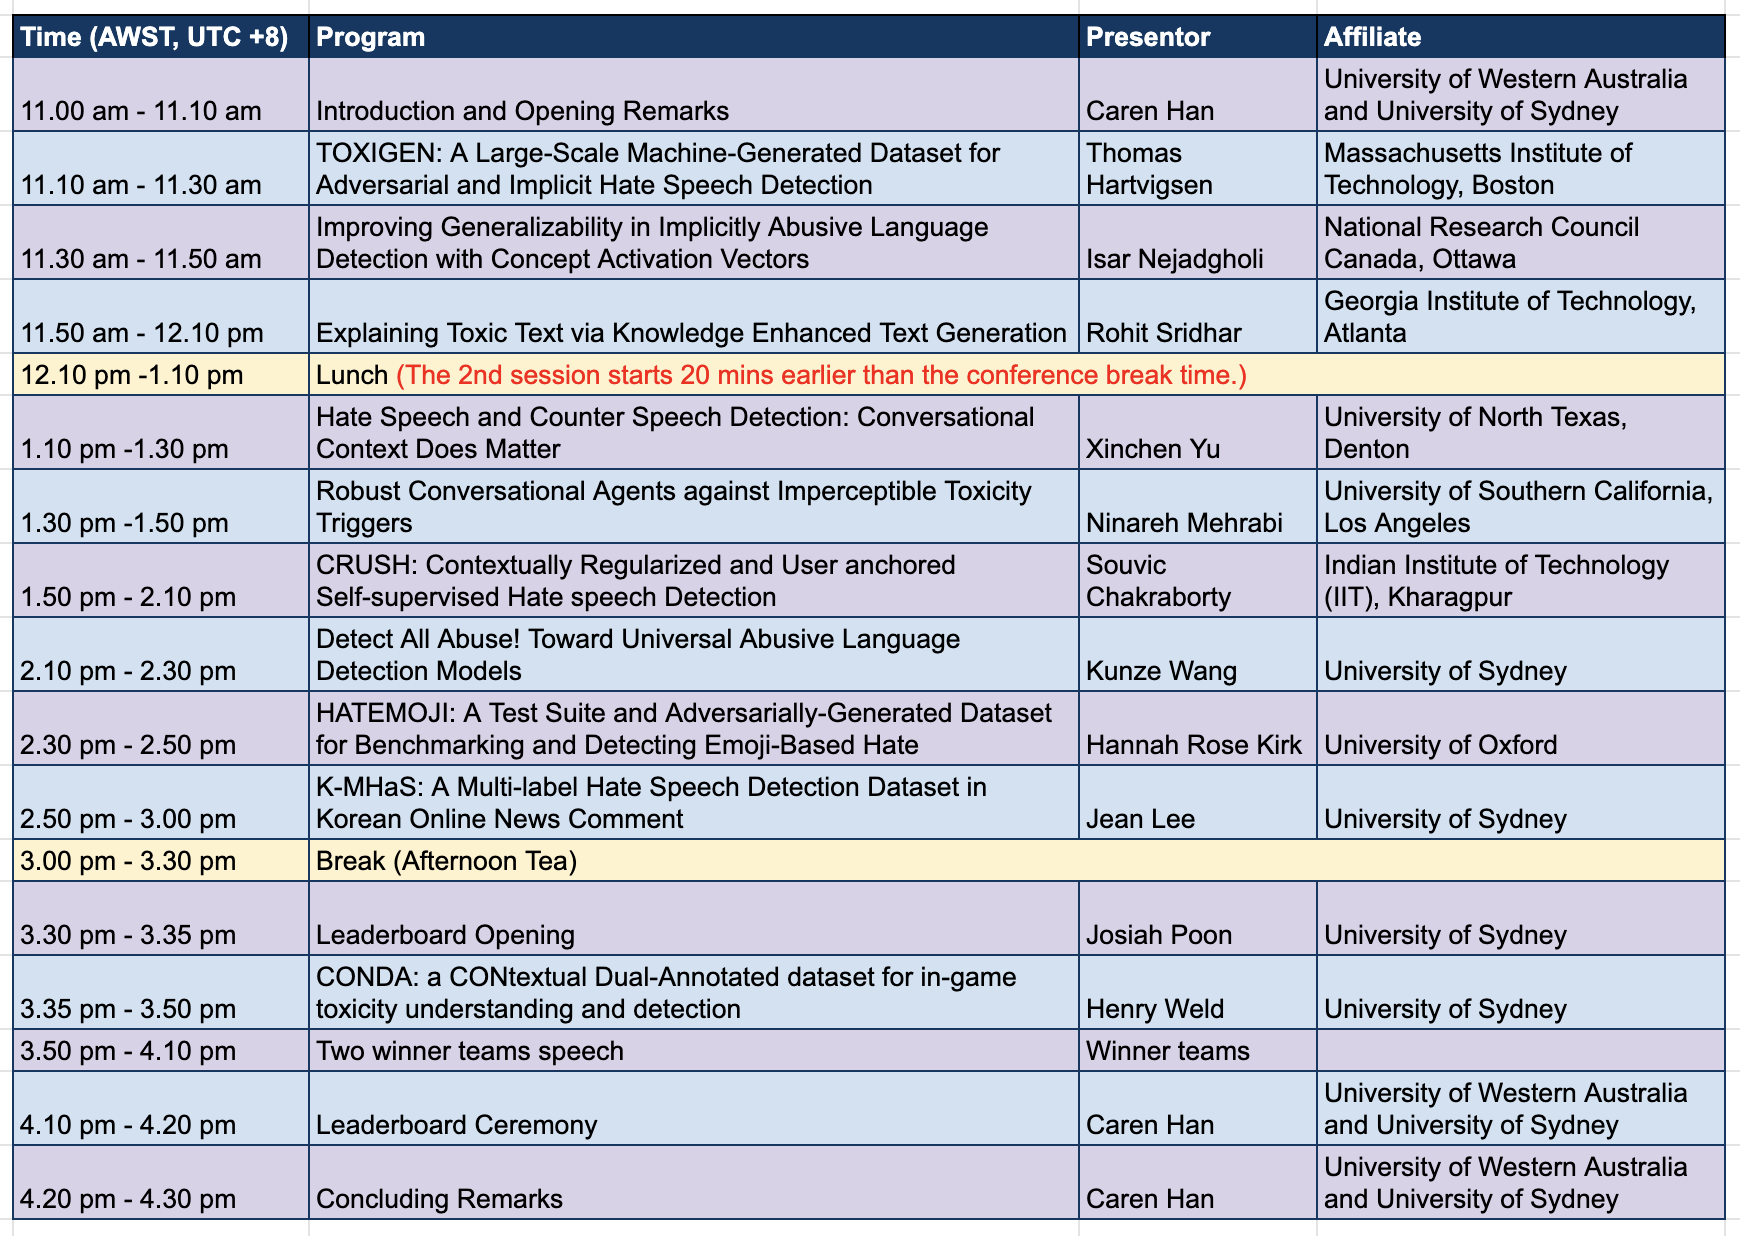 Time (AWST, UTC +8) Program Presentor Affiliate
University of Western Australia
11.00 am - 11.10 am Introduction and Opening Remarks Caren Han and University of Sydney
TOXIGEN: A Large-Scale Machine-Generated Dataset for Thomas Massachusetts Institute of
11.10 am - 11.30 am Adversarial and Implicit Hate Speech Detection Hartvigsen Technology, Boston
Improving Generalizability in Implicitly Abusive Language National Research Council
11.30 am - 11.50 am Detection with Concept Activation Vectors Isar Nejadgholi Canada, Ottawa
Georgia Institute of Technology,
11.50 am - 12.10 pm Explaining Toxic Text via Knowledge Enhanced Text Generation Rohit Sridhar Atlanta
12.10 pm -1.10 pm Lunch (The 2nd session starts 20 mins earlier than the conference break time.)
Hate Speech and Counter Speech Detection: Conversational University of North Texas,
1.10 pm -1.30 pm Context Does Matter Xinchen Yu Denton
Robust Conversational Agents against Imperceptible Toxicity University of Southern California,
1.30 pm -1.50 pm Triggers Ninareh Mehrabi Los Angeles
CRUSH: Contextually Regularized and User anchored Souvic Indian Institute of Technology
1.50 pm - 2.10 pm Self-supervised Hate speech Detection Chakraborty (IIT), Kharagpur
Detect All Abuse! Toward Universal Abusive Language
2.10 pm - 2.30 pm Detection Models Kunze Wang University of Sydney
HATEMOJI: A Test Suite and Adversarially-Generated Dataset
2.30 pm - 2.50 pm for Benchmarking and Detecting Emoji-Based Hate Hannah Rose Kirk University of Oxford
K-MHaS: A Multi-label Hate Speech Detection Dataset in
2.50 pm - 3.00 pm Korean Online News Comment Jean Lee University of Sydney
3.00 pm - 3.30 pm Break (Afternoon Tea)
3.30 pm - 3.35 pm Leaderboard Opening Josiah Poon University of Sydney
CONDA: a CONtextual Dual-Annotated dataset for in-game
3.35 pm - 3.50 pm toxicity understanding and detection Henry Weld University of Sydney
3.50 pm - 4.10 pm Two winner teams speech Winner teams
University of Western Australia
4.10 pm - 4.20 pm Leaderboard Ceremony Caren Han and University of Sydney
University of Western Australia
4.20 pm - 4.30 pm Concluding Remarks Caren Han and University of Sydney